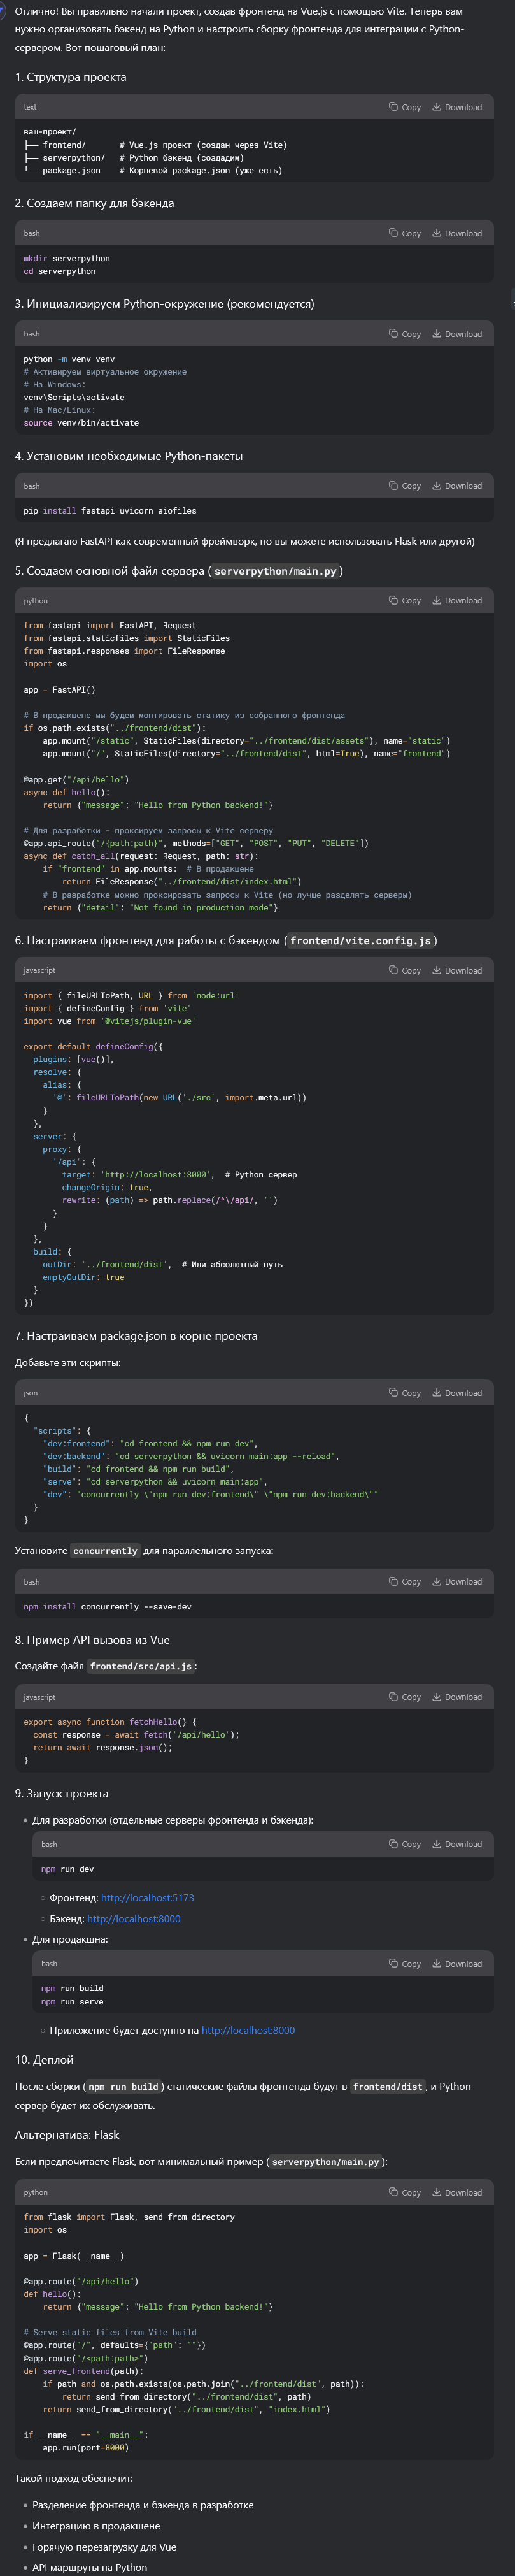 Отлично! Вы правильно начали проект, создав фронтенд на Vue.js с помощью Vite. Теперь вам
нужно организовать бэкенд на Python и настроить сборку фронтенда для интеграции с Python-
сервером. Вот пошаговый план:
1. Структура проекта
text Copy Download
ваш-проект/
├── frontend/ # Vue.js проект (создан через Vite)
├── serverpython/ # Python бэкенд (создадим)
└── package.json # Корневой package.json (уже есть)
2. Создаем папку для бэкенда
bash Copy Download
mkdir serverpython
cd serverpython
3. Инициализируем Python-окружение (рекомендуется)
bash Copy Download
python -m venv venv
# Активируем виртуальное окружение
# На Windows:
venv\Scripts\activate
# На Mac/Linux:
source venv/bin/activate
4. Установим необходимые Python-пакеты
bash Copy Download
pip install fastapi uvicorn aiofiles
(Я предлагаю FastAPI как современный фреймворк, но вы можете использовать Flask или другой)
5. Создаем основной файл сервера (serverpython/main.py)
python Copy Download
from fastapi import FastAPI, Request
from fastapi.staticfiles import StaticFiles
from fastapi.responses import FileResponse
import os
app = FastAPI()
# В продакшене мы будем монтировать статику из собранного фронтенда
if os.path.exists("../frontend/dist"):
    app.mount("/static", StaticFiles(directory="../frontend/dist/assets"), name="static")
    app.mount("/", StaticFiles(directory="../frontend/dist", html=True), name="frontend")
@app.get("/api/hello")
async def hello():
    return {"message": "Hello from Python backend!"}
# Для разработки - проксируем запросы к Vite серверу
@app.api_route("/{path:path}", methods=["GET", "POST", "PUT", "DELETE"])
async def catch_all(request: Request, path: str):
    if "frontend" in app.mounts: # В продакшене
        return FileResponse("../frontend/dist/index.html")
    # В разработке можно проксировать запросы к Vite (но лучше разделять серверы)
    return {"detail": "Not found in production mode"}
6. Настраиваем фронтенд для работы с бэкендом (frontend/vite.config.js)
javascript Copy Download
import { fileURLToPath, URL } from 'node:url'
import { defineConfig } from 'vite'
import vue from '@vitejs/plugin-vue'
export default defineConfig({
  plugins: [vue()],
  resolve: {
    alias: {
      '@': fileURLToPath(new URL('./src', import.meta.url))
    }
  },
  server: {
    proxy: {
      '/api': {
        target: 'http://localhost:8000', # Python сервер
        changeOrigin: true,
        rewrite: (path) => path.replace(/^\/api/, '')
      }
    }
  },
  build: {
    outDir: '../frontend/dist', # Или абсолютный путь
    emptyOutDir: true
  }
})
7. Настраиваем package.json в корне проекта
Добавьте эти скрипты:
json Copy Download
{
  "scripts": {
    "dev:frontend": "cd frontend && npm run dev",
    "dev:backend": "cd serverpython && uvicorn main:app --reload",
    "build": "cd frontend && npm run build",
    "serve": "cd serverpython && uvicorn main:app",
    "dev": "concurrently \"npm run dev:frontend\" \"npm run dev:backend\""
  }
}
Установите concurrently для параллельного запуска:
bash Copy Download
npm install concurrently --save-dev
8. Пример API вызова из Vue
Создайте файл frontend/src/api.js:
javascript Copy Download
export async function fetchHello() {
  const response = await fetch('/api/hello');
  return await response.json();
}
9. Запуск проекта
• Для разработки (отдельные серверы фронтенда и бэкенда):
bash Copy Download
npm run dev
○ Фронтенд: http://localhost:5173
○ Бэкенд: http://localhost:8000
• Для продакшна:
bash Copy Download
npm run build
npm run serve
○ Приложение будет доступно на http://localhost:8000
10. Деплой
После сборки (npm run build) статические файлы фронтенда будут в frontend/dist, и Python
сервер будет их обслуживать.
Альтернатива: Flask
Если предпочитаете Flask, вот минимальный пример (serverpython/main.py):
python Copy Download
from flask import Flask, send_from_directory
import os
app = Flask(__name__)
@app.route("/api/hello")
def hello():
    return {"message": "Hello from Python backend!"}
# Serve static files from Vite build
@app.route("/", defaults={"path": ""})
@app.route("/<path:path>")
def serve_frontend(path):
    if path and os.path.exists(os.path.join("../frontend/dist", path)):
        return send_from_directory("../frontend/dist", path)
    return send_from_directory("../frontend/dist", "index.html")
if __name__ == "__main__":
    app.run(port=8000)
Такой подход обеспечит:
• Разделение фронтенда и бэкенда в разработке
• Интеграцию в продакшене
• Горячую перезагрузку для Vue
• API маршруты на Python